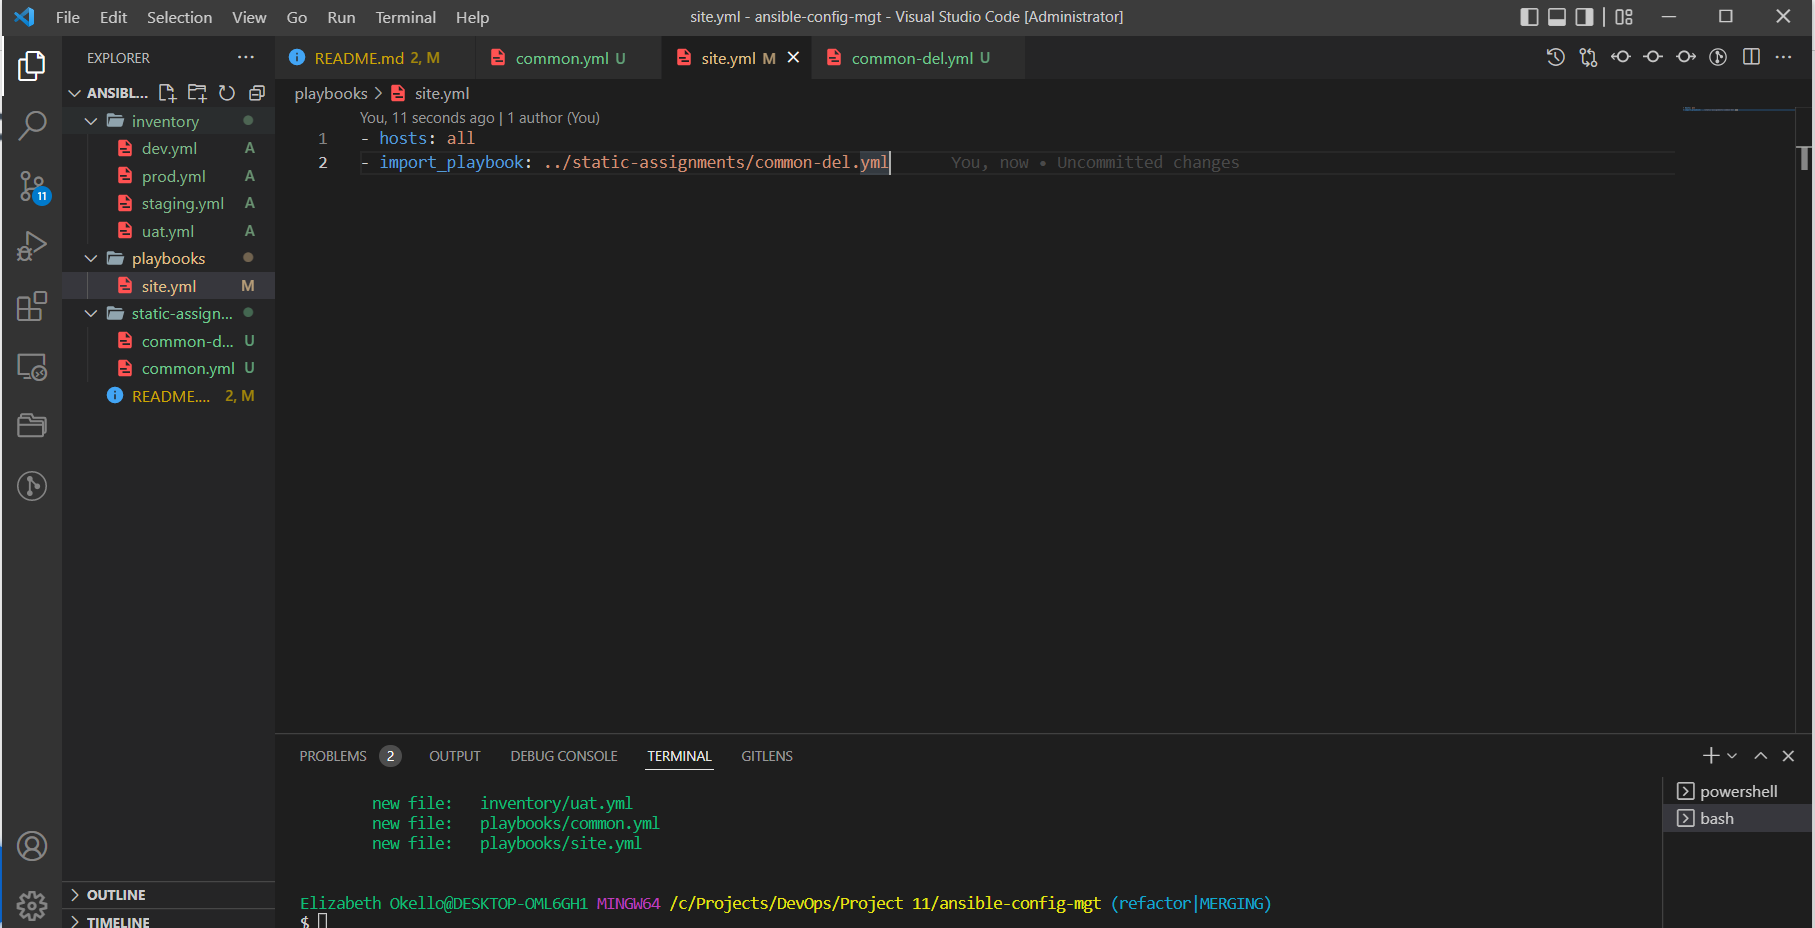 File Edit Selection View Go Run Terminal Help
site.yml - ansible-config-mgt - Visual Studio Code [Administrator]
EXPLORER
ANSIBL...
inventory
dev.yml A
prod.yml A
staging.yml A
uat.yml A
playbooks
site.yml M
static-assign...
common-d... U
common.yml U
README.... 2, M
11
OUTLINE
TIMELINE
README.md 2, M
common.yml U
site.yml M
common-del.yml U
playbooks > site.yml
You, 11 seconds ago | 1 author (You)
1 - hosts: all
2 - import_playbook: ../static-assignments/common-del.yml You, now • Uncommitted changes
PROBLEMS 2 OUTPUT DEBUG CONSOLE TERMINAL GITLENS
new file: inventory/uat.yml
new file: playbooks/common.yml
new file: playbooks/site.yml
Elizabeth Okello@DESKTOP-OML6GH1 MINGW64 /c/Projects/DevOps/Project 11/ansible-config-mgt (refactor|MERGING)
$
powershell
bash